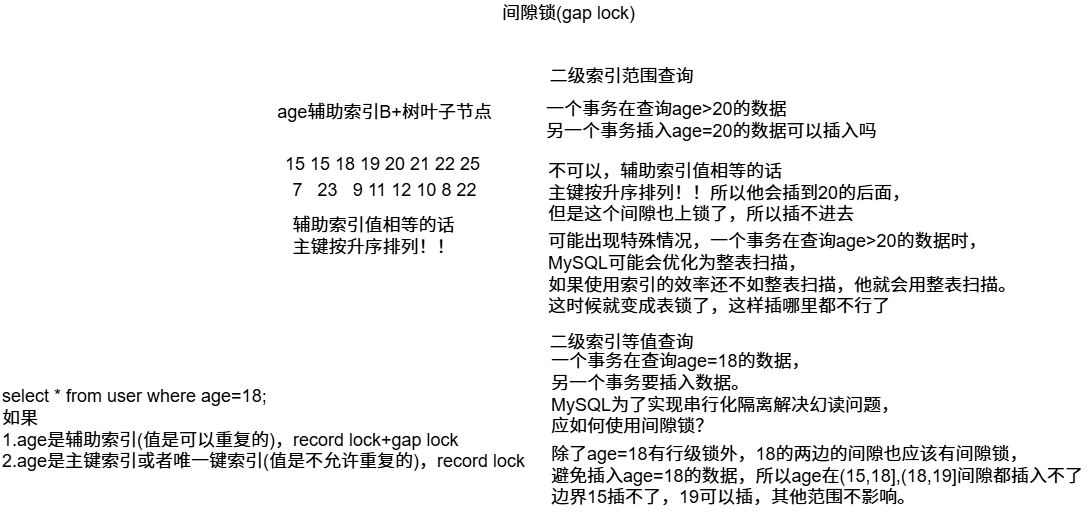 间隙锁(gap lock)
age辅助索引B+树叶子节点
15 15 18 19 20 21 22 25
7 23 9 11 12 10 8 22
辅助索引值相等的话
主键按升序排列！！
二级索引范围查询
一个事务在查询age>20的数据
另一个事务插入age=20的数据可以插入吗
不可以，辅助索引值相等的话
主键按升序排列！！所以他会插到20的后面，
但是这个间隙也上锁了，所以插不进去
可能出现特殊情况，一个事务在查询age>20的数据时，
MySQL可能会优化为整表扫描，
如果使用索引的效率还不如整表扫描，他就会用整表扫描。
这时候就变成表锁了，这样插哪里都不行了
二级索引等值查询
一个事务在查询age=18的数据，
另一个事务要插入数据。
MySQL为了实现串行化隔离解决幻读问题，
应如何使用间隙锁？
除了age=18有行级锁外，18的两边的间隙也应该有间隙锁，
避免插入age=18的数据，所以age在(15,18],(18,19]间隙都插入不了
边界15插不了，19可以插，其他范围不影响。
select * from user where age=18;
如果
1.age是辅助索引(值是可以重复的)，record lock+gap lock
2.age是主键索引或者唯一键索引(值是不允许重复的)，record lock